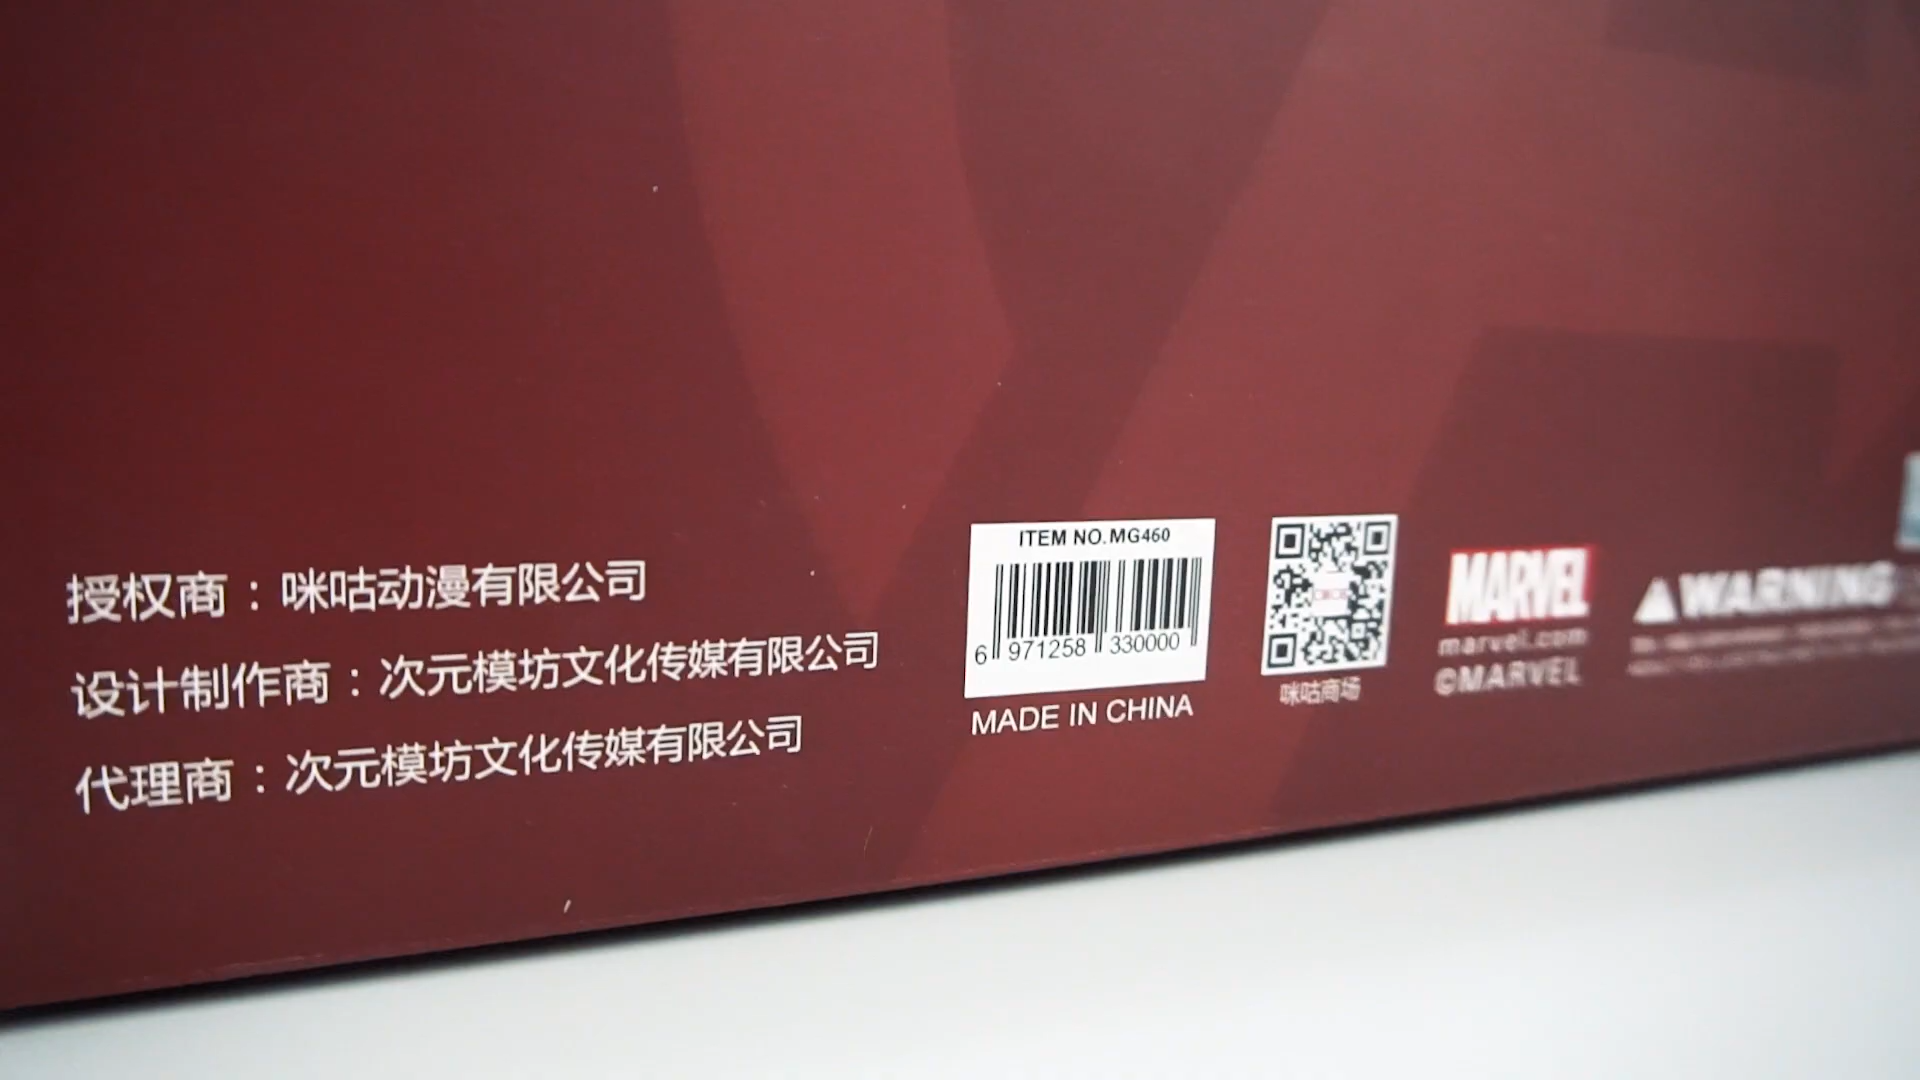 授权商：咪咕动漫有限公司
设计制作商：次元模坊文化传媒有限公司
代理商：次元模坊文化传媒有限公司
ITEM NO.MG460
6 971258 330000
MADE IN CHINA
咪咕商场
MARVEL
marvel.com
©MARVEL
WARNING